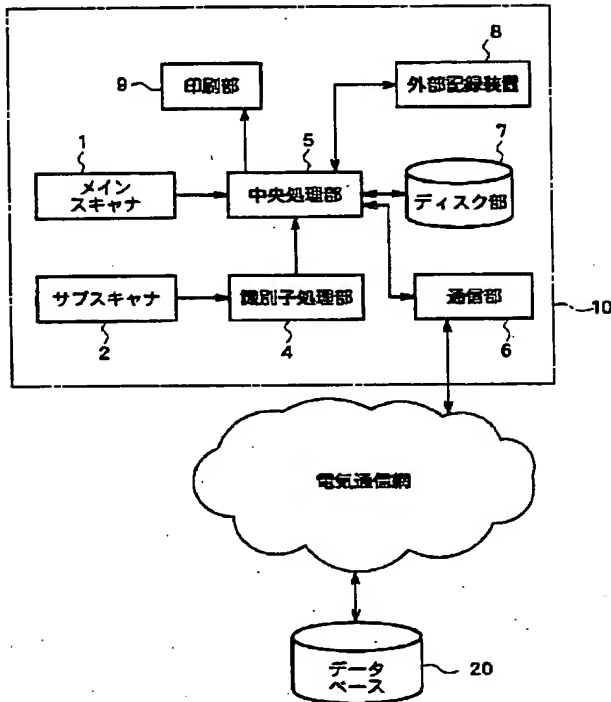 8
9
印刷部
外部記録装置
1
5
7
メイン
スキャナ
中央処理部
ディスク部
サブスキャナ
識別子処理部
通信部
10
2
4
6
電気通信網
データ
ベース
20